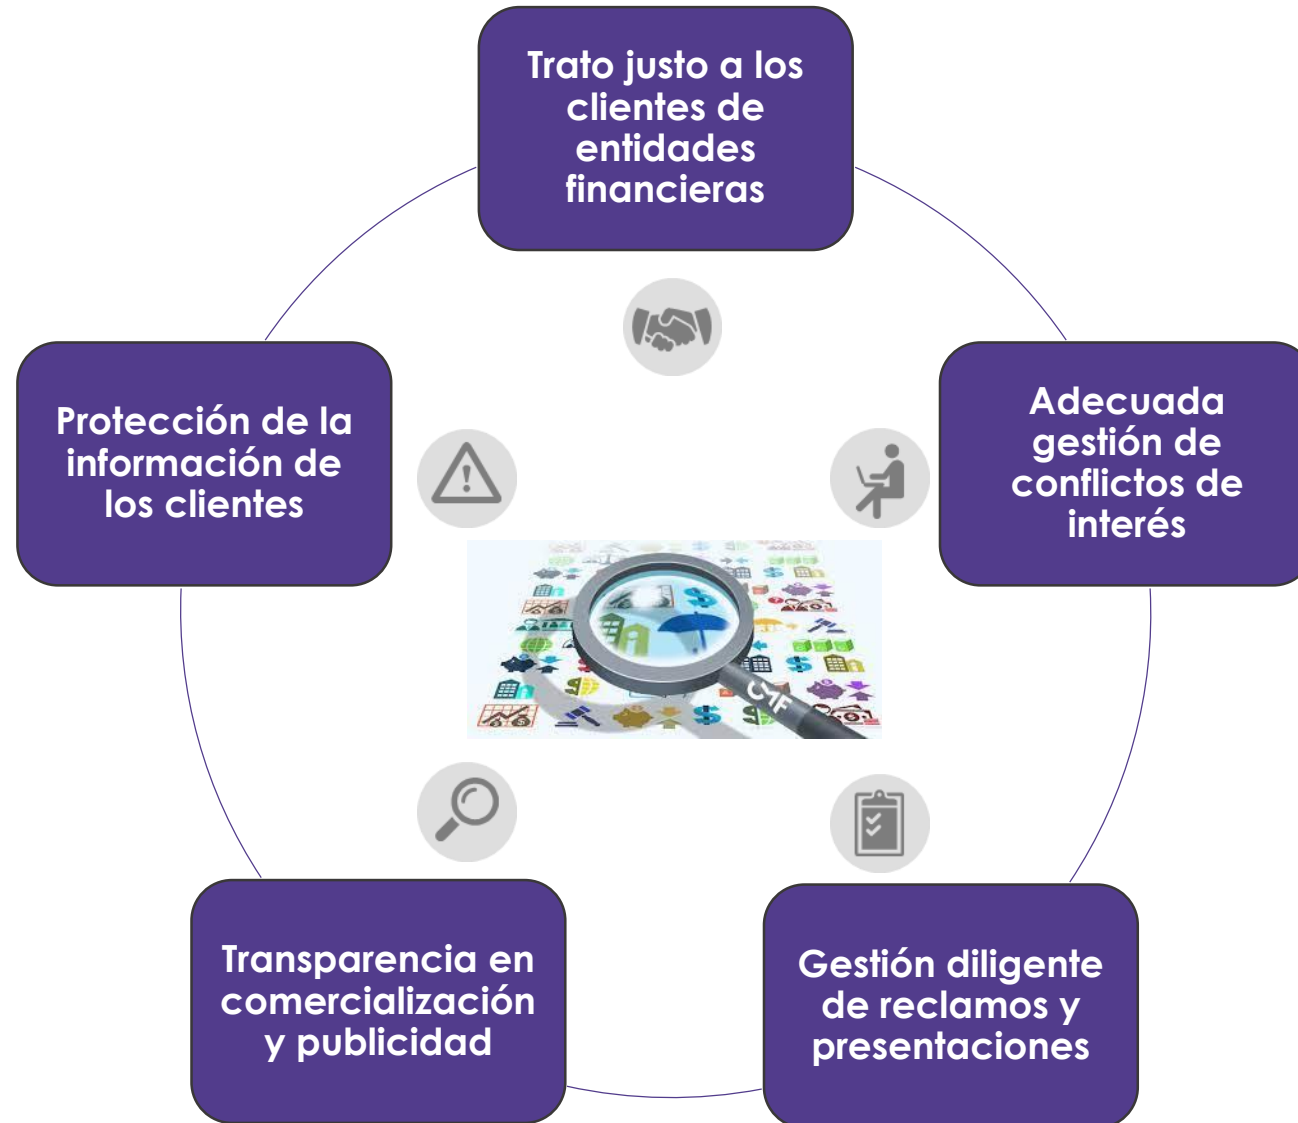 Trato justo a los
clientes de
entidades
financieras
Adecuada
gestión de
conflictos de
interés
Gestión diligente
de reclamos y
presentaciones
Transparencia en
comercialización
y publicidad
Protección de la
información de
los clientes
CMF